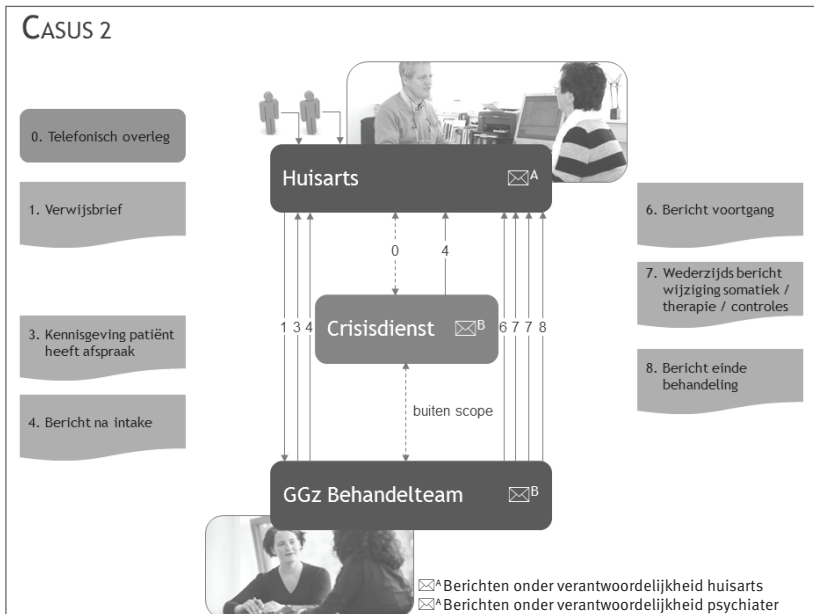 CASUS 2
0. Telefonisch overleg
1. Verwijsbrief
3. Kennisgeving patiënt
heeft afspraak
4. Bericht na intake
Huisarts A
0 4
Crisisdienst B
1 3 4 6 7 7 8
buiten scope
GGz Behandelteam B
6. Bericht voortgang
7. Wederzijds bericht
wijziging somatiek /
therapie / controles
8. Bericht einde
behandeling
A Berichten onder verantwoordelijkheid huisarts
A Berichten onder verantwoordelijkheid psychiater